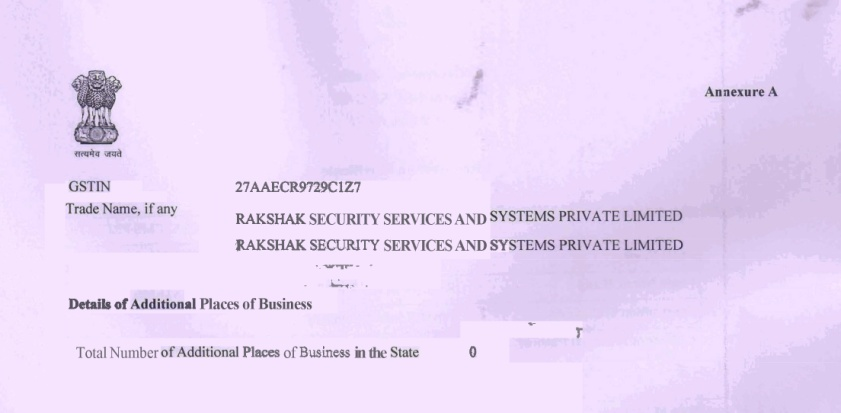 Annexure A
सत्यमेव जयते
GSTIN 27AAECR9729C1Z7
Trade Name, if any RAKSHAK SECURITY SERVICES AND SYSTEMS PRIVATE LIMITED
RAKSHAK SECURITY SERVICES AND SYSTEMS PRIVATE LIMITED
Details of Additional Places of Business
Total Number of Additional Places of Business in the State 0